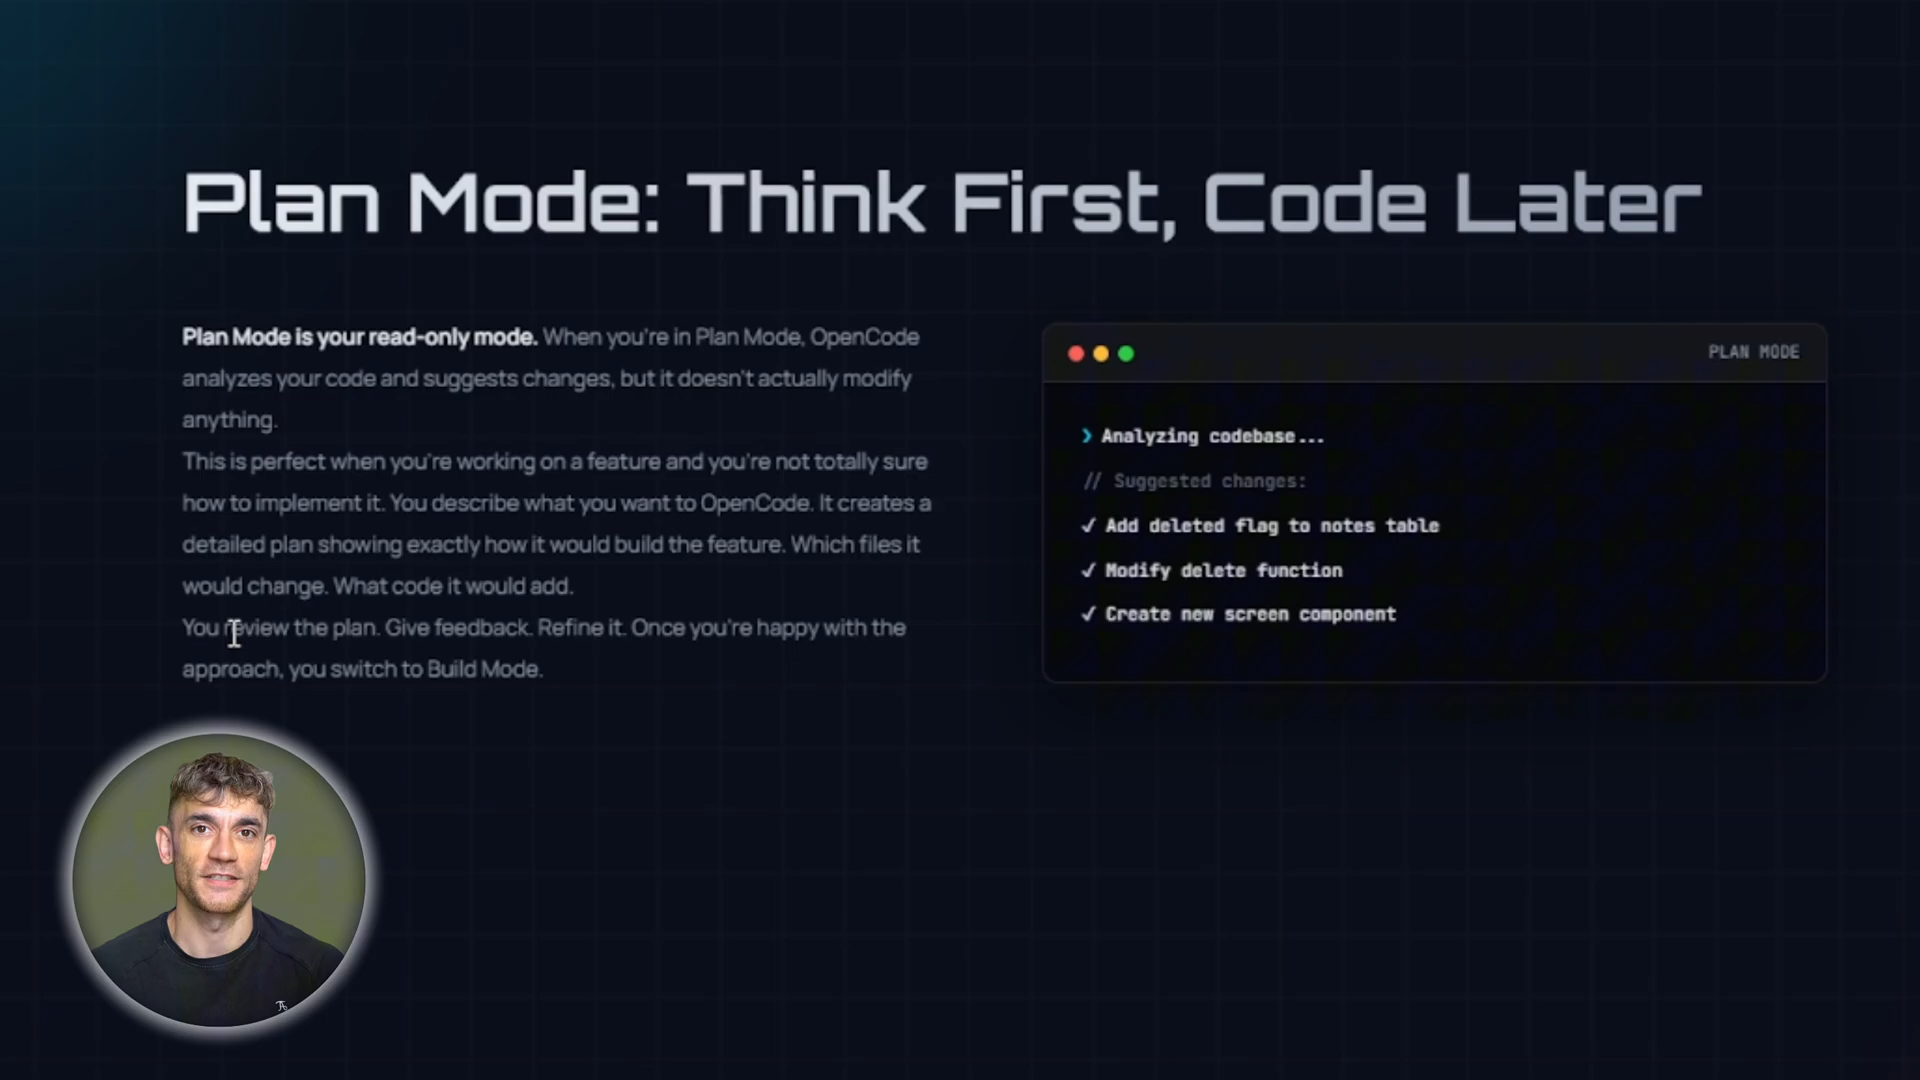 Plan Mode: Think First, Code Later
Plan Mode is your read-only mode. When you're in Plan Mode, OpenCode
analyzes your code and suggests changes, but it doesn't actually modify
anything.
This is perfect when you're working on a feature and you're not totally sure
how to implement it. You describe what you want to OpenCode. It creates a
detailed plan showing exactly how it would build the feature. Which files it
would change. What code it would add.
You review the plan. Give feedback. Refine it. Once you're happy with the
approach, you switch to Build Mode.
PLAN MODE
❯ Analyzing codebase...
// Suggested changes:
✓ Add deleted flag to notes table
✓ Modify delete function
✓ Create new screen component